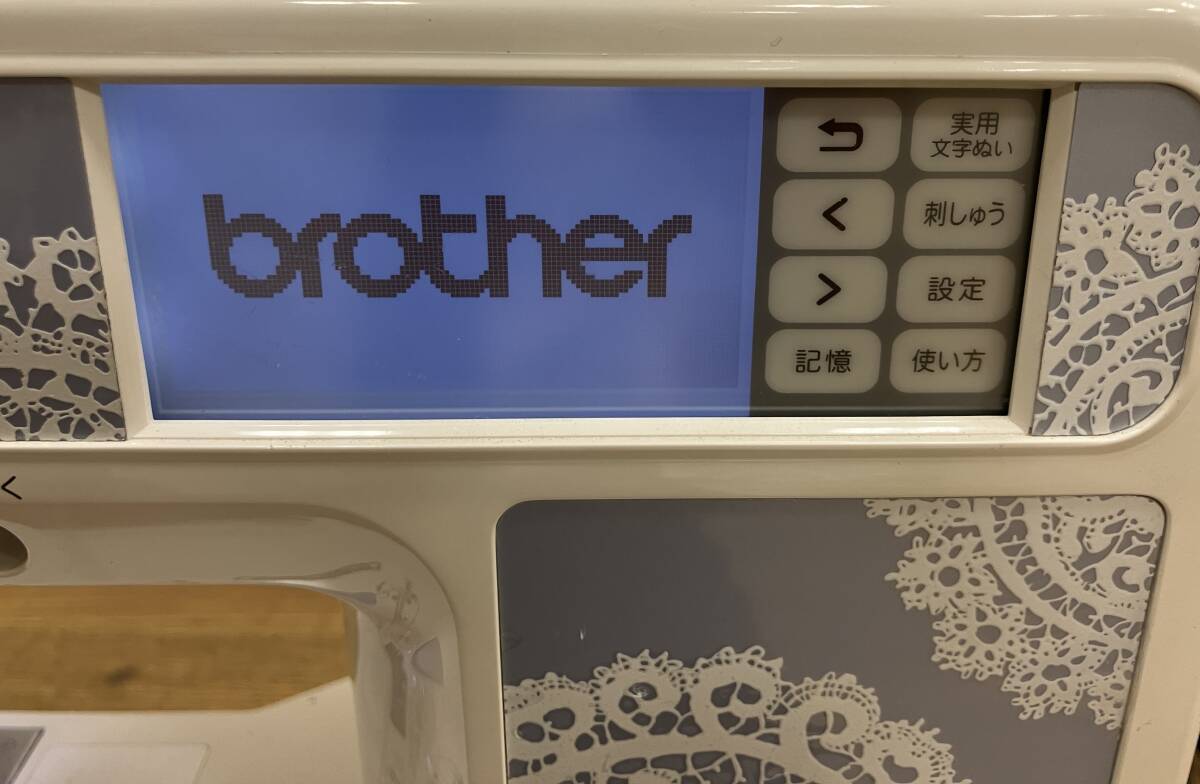 brother
実用
文字ぬい
<
刺しゅう
>
設定
記憶
使い方